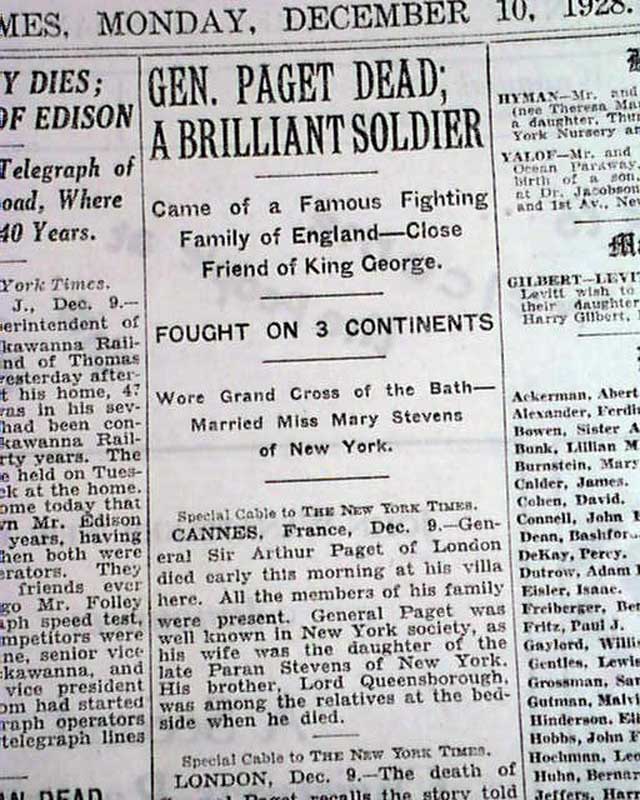 MES, MONDAY, DECEMBER 10, 1928.
Y DIES;
OF EDISON
Telegraph of
oad, Where
40 Years.
York Times.
J., Dec. 9.—
erintendent of
kawanna Rail-
nd of Thomas
yesterday after-
t his home, 47
was in his sev-
had been con-
kawanna Rail-
rty years. The
e held on Tues-
ck at the home.
ome today that
wn Mr. Edison
years, having
hen both were
erators. They
friends ever
go Mr. Folley
aph speed test,
mpetitors were
ne, senior vice
kawanna, and
vice president
om had started
raph operators
telegraph lines
GEN. PAGET DEAD;
A BRILLIANT SOLDIER
Came of a Famous Fighting
Family of England—Close
Friend of King George.
FOUGHT ON 3 CONTINENTS
Wore Grand Cross of the Bath—
Married Miss Mary Stevens
of New York.
Special Cable to THE NEW YORK TIMES.
CANNES, France, Dec. 9.—Gen-
eral Sir Arthur Paget of London
died early this morning at his villa
here. All the members of his family
were present. General Paget was
well known in New York society, as
his wife was the daughter of the
late Paran Stevens of New York.
His brother, Lord Queensborough,
was among the relatives at the bed-
side when he died.
Special Cable to THE NEW YORK TIMES.
LONDON, Dec. 9.—The death of
General Paget recalls the story told
HYMAN—Mr. and
(nee Theresa Ma
a daughter, Thu
York Nursery a
YALOF—Mr. and
Ocean Parkway,
birth of a son,
at Dr. Jacobson
and 1st Av., Ne
GILBERT—LEVIT
Levitt wish to
their daughter
Harry Gilbert,
Ackerman, Abert
Alexander, Ferdi
Bowen, Sister A
Bunk, Lillian M
Burnstein, Mary
Calder, James.
Cohen, David.
Connell, John
Dean, Bashfor
DeKay, Percy.
Dutrow, Adam
Eisler, Isaac.
Freiberger, Be
Fritz, Paul J.
Gaylord, Willi
Gentles, Lewi
Grossman, Sa
Gutman, Malvi
Hinderson, Eli
Hobbs, John F
Hochman, Le
Huhn, Bernar
Jeffers, Har